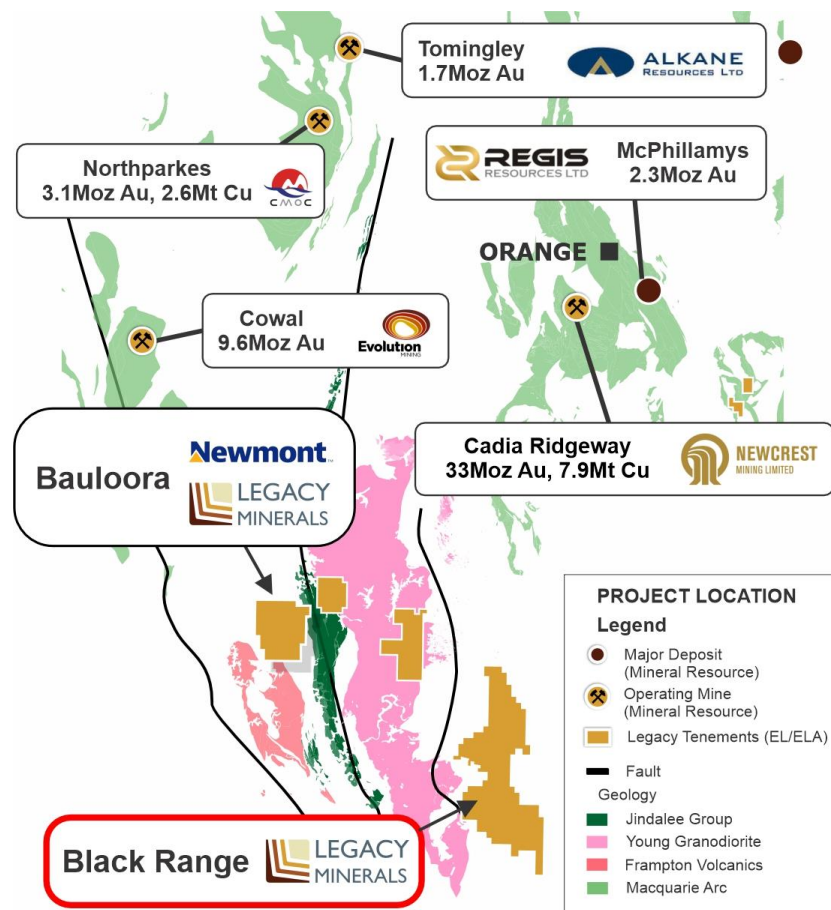 Tomingley
1.7Moz Au
ALKANE
RESOURCES LTD
Northparkes
3.1Moz Au, 2.6Mt Cu
CMOC
REGIS
RESOURCES LTD
McPhillamys
2.3Moz Au
ORANGE
Cowal
9.6Moz Au
Evolution
MINING
Bauloora
Newmont™
LEGACY
MINERALS
Cadia Ridgeway
33Moz Au, 7.9Mt Cu
NEWCREST
MINING LIMITED
PROJECT LOCATION
Legend
Major Deposit
(Mineral Resource)
Operating Mine
(Mineral Resource)
Legacy Tenements (EL/ELA)
Fault
Geology
Jindalee Group
Young Granodiorite
Frampton Volcanics
Macquarie Arc
Black Range
LEGACY
MINERALS